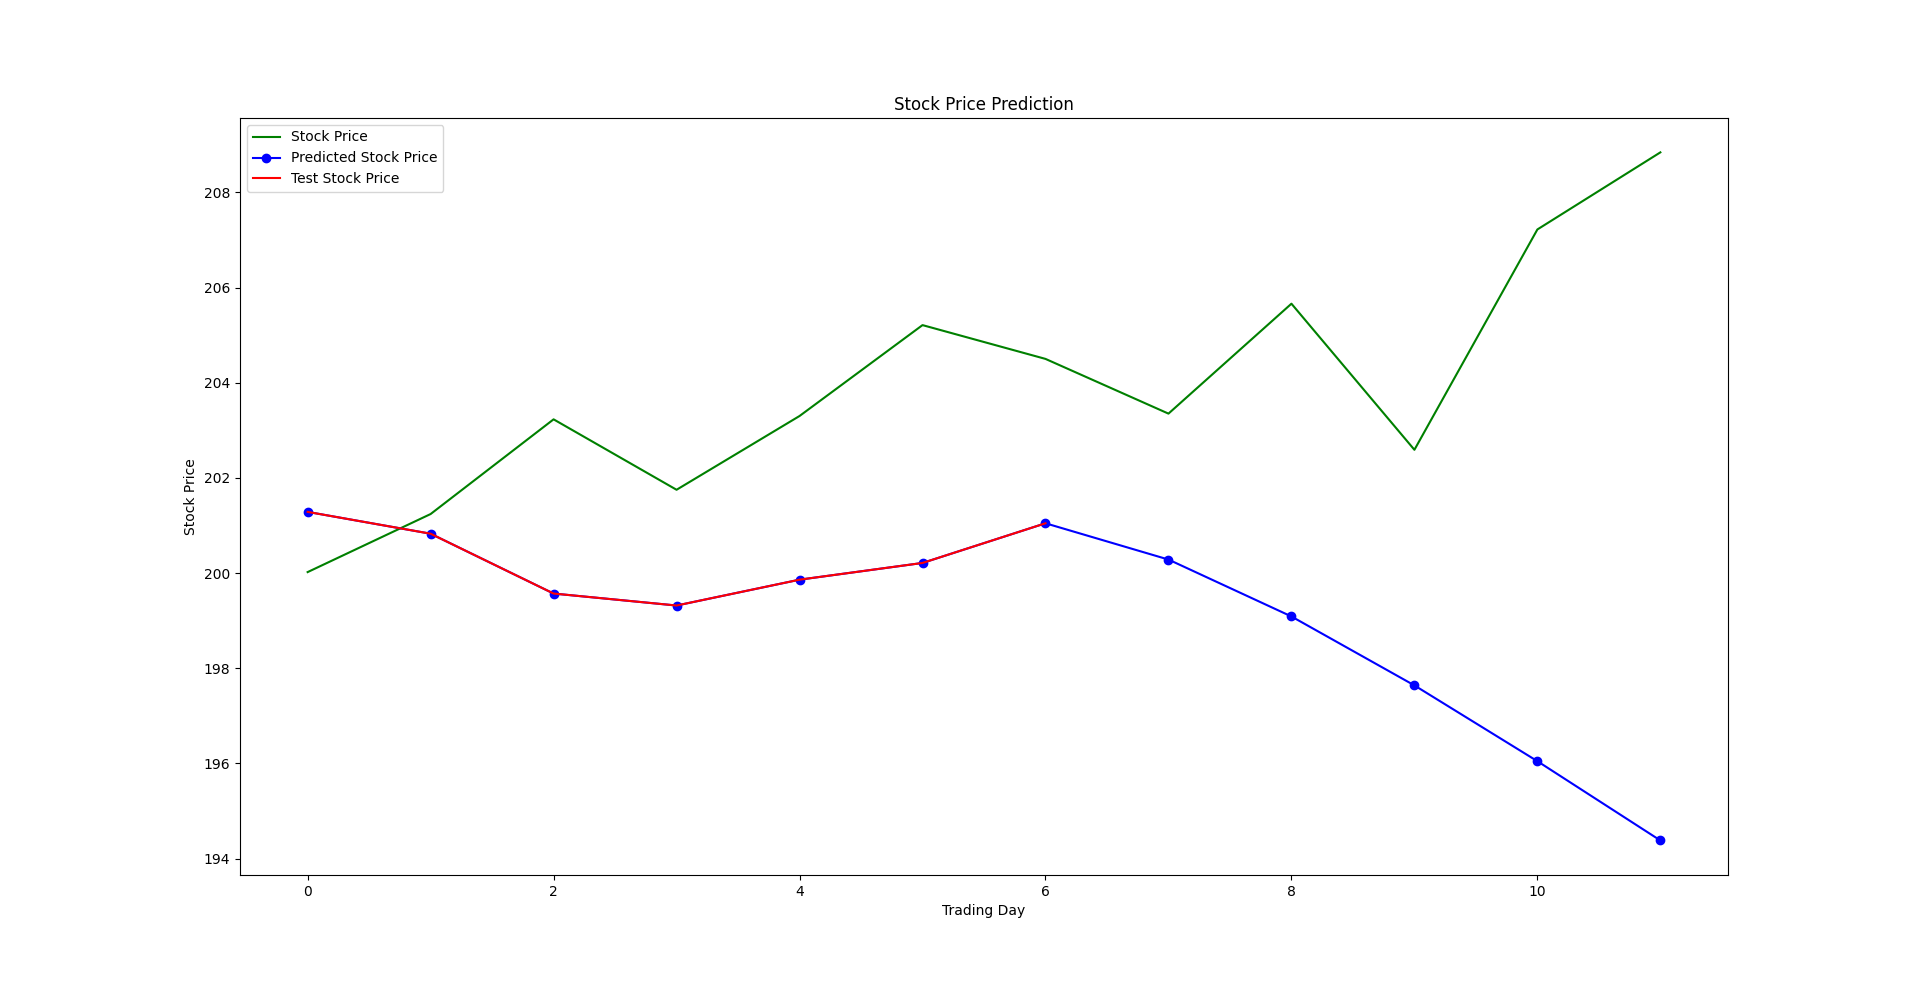 Stock Price Prediction
Stock Price
Predicted Stock Price
Test Stock Price
208
206
204
202
200
198
196
194
Stock Price
0 2 4 6 8 10
Trading Day